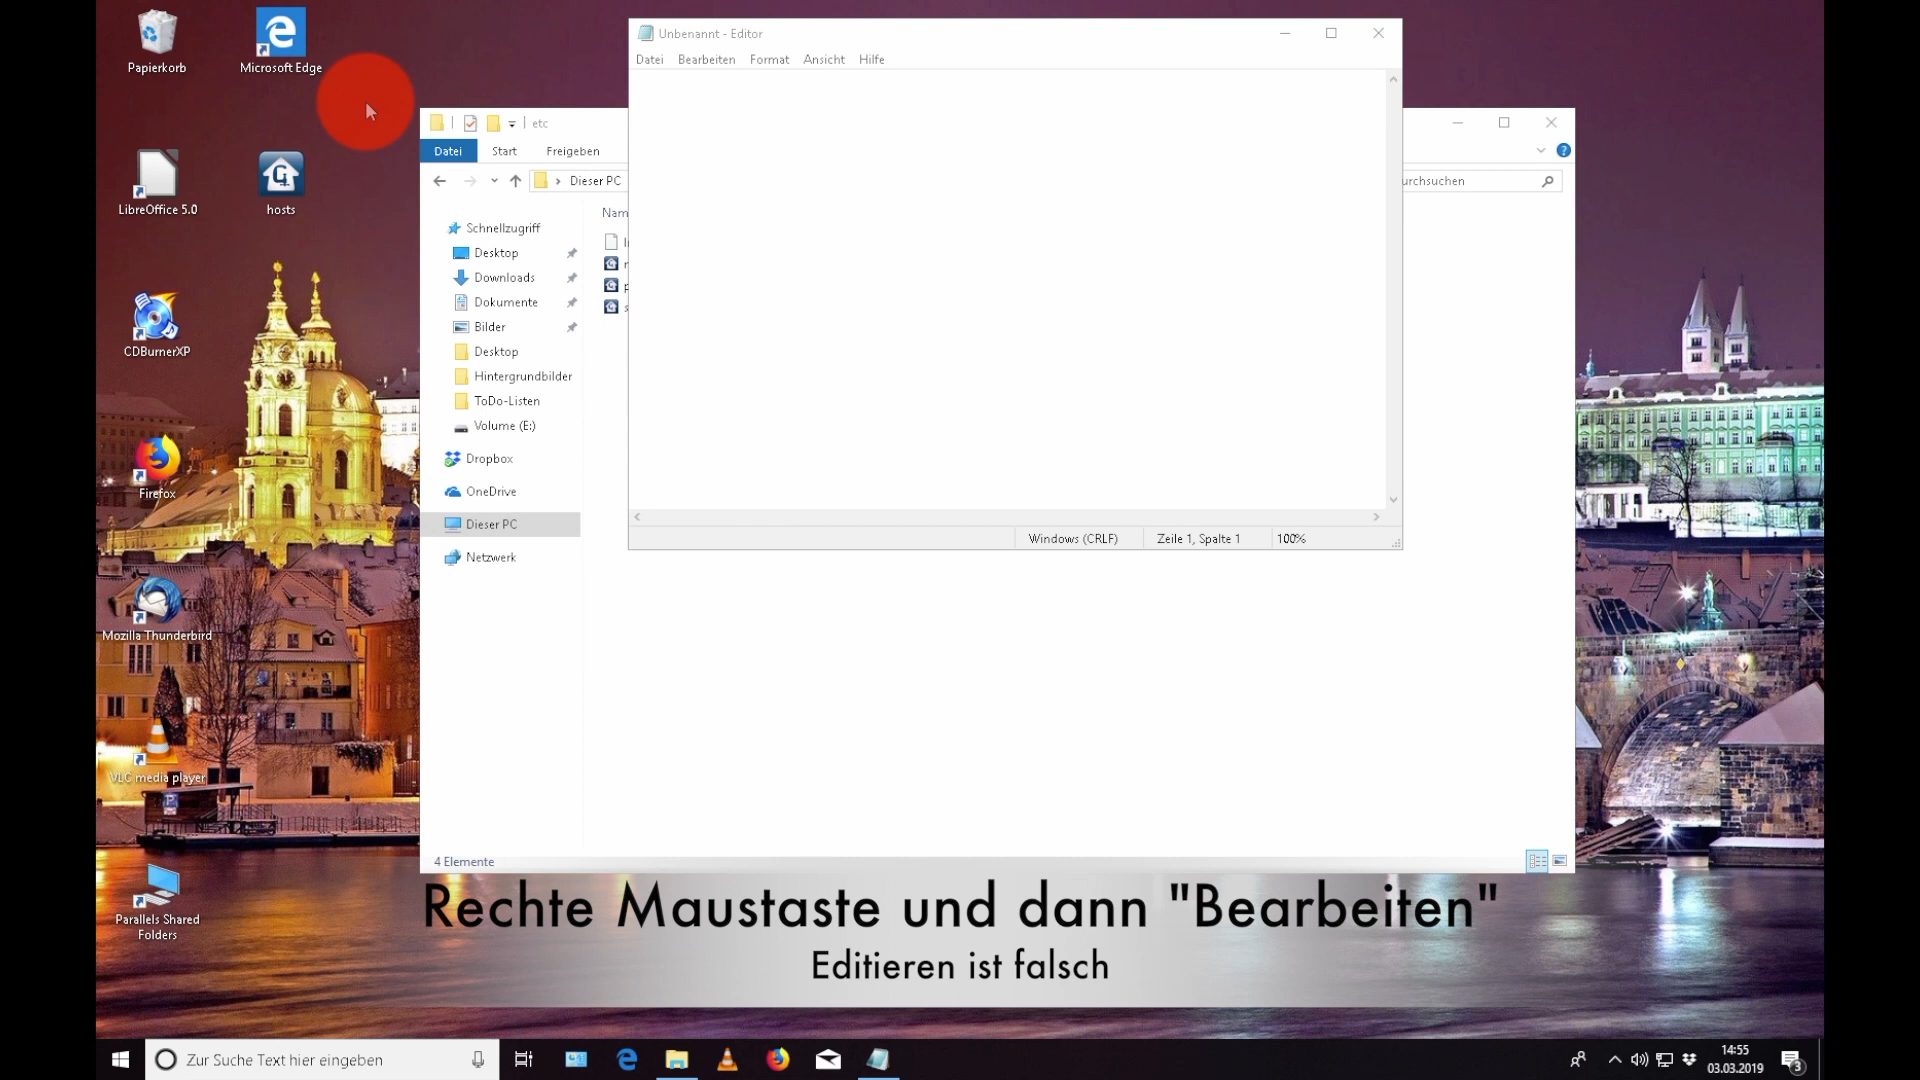 Papierkorb
Microsoft Edge
LibreOffice 5.0
hosts
CDBurnerXP
Firefox
Mozilla Thunderbird
VLC media player
Parallels Shared
Folders
Unbenannt - Editor
Datei Bearbeiten Format Ansicht Hilfe
etc
Datei Start Freigeben
Dieser PC
urchsuchen
Nam
Schnellzugriff
Desktop
Downloads
Dokumente
Bilder
Desktop
Hintergrundbilder
ToDo-Listen
Volume (E:)
Dropbox
OneDrive
Dieser PC
Netzwerk
Windows (CRLF) Zeile 1, Spalte 1 100%
4 Elemente
Rechte Maustaste und dann "Bearbeiten"
Editieren ist falsch
Zur Suche Text hier eingeben
14:55
03.03.2019
3